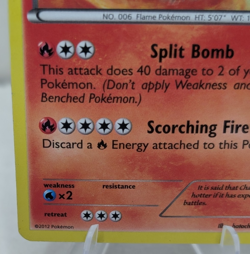 NO. 006 Flame Pokémon. HT: 5'07" WT:
Split Bomb
This attack does 40 damage to 2 of y
Pokémon. (Don't apply Weakness and
Benched Pokémon.)
Scorching Fire
Discard a Energy attached to this Po
weakness resistance
×2
It is said that Cha
hotter if it has exper
battles.
retreat
©2012 Pokémon